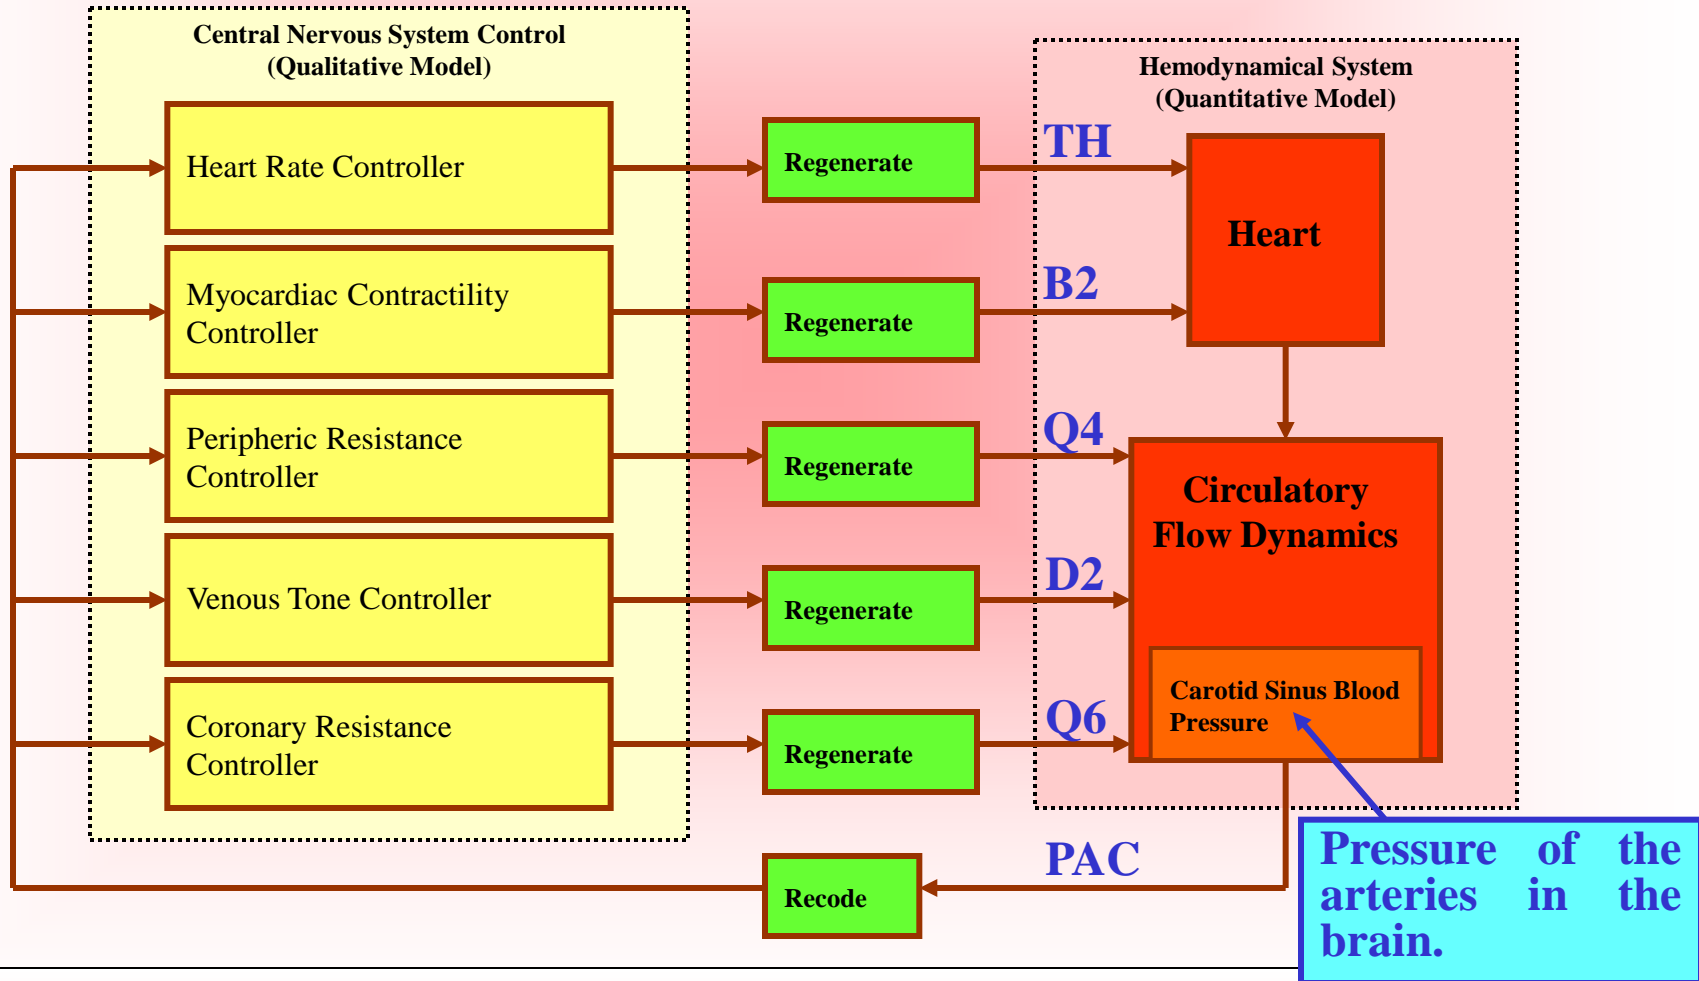 Central Nervous System Control
(Qualitative Model)
Hemodynamical System
(Quantitative Model)
Heart Rate Controller
Regenerate
TH
Heart
Myocardiac Contractility
Controller
Regenerate
B2
Peripheric Resistance
Controller
Regenerate
Q4
Circulatory
Flow Dynamics
Venous Tone Controller
Regenerate
D2
Coronary Resistance
Controller
Regenerate
Q6
Carotid Sinus Blood
Pressure
Recode
PAC
Pressure of the
arteries in the
brain.